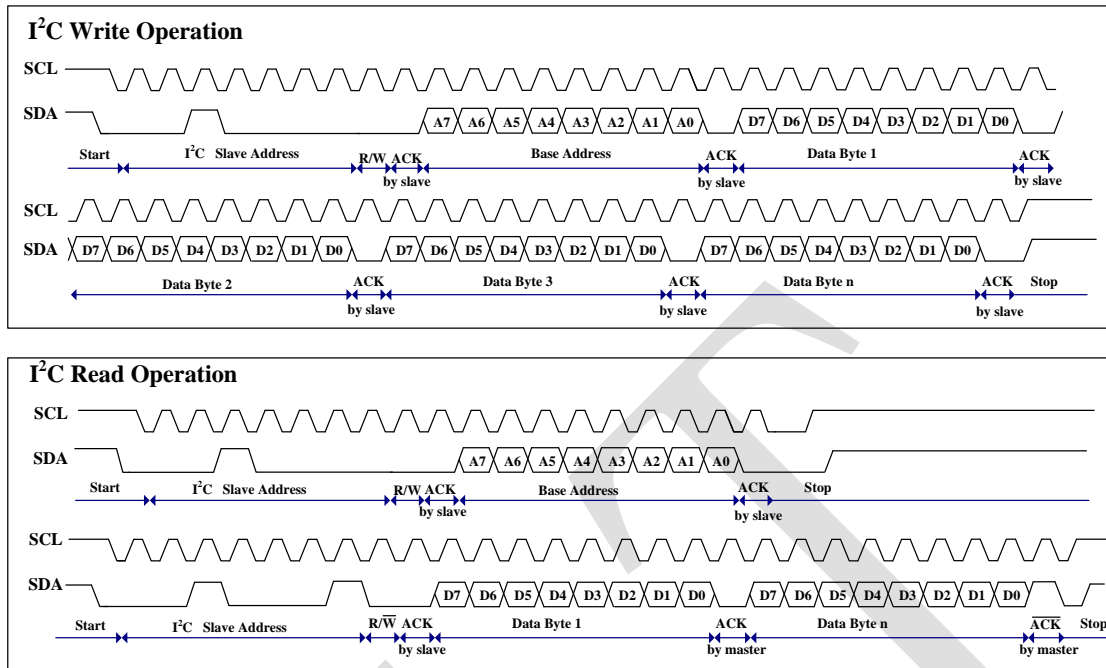 I²C Write Operation
SCL
SDA
A7 A6 A5 A4 A3 A2 A1 A0 D7 D6 D5 D4 D3 D2 D1 D0
Start I²C Slave Address R/W ACK by slave Base Address ACK by slave Data Byte 1 ACK by slave
SCL
SDA
D7 D6 D5 D4 D3 D2 D1 D0 D7 D6 D5 D4 D3 D2 D1 D0 D7 D6 D5 D4 D3 D2 D1 D0
Data Byte 2 ACK by slave Data Byte 3 ACK by slave Data Byte n ACK by slave Stop
I²C Read Operation
SCL
SDA
A7 A6 A5 A4 A3 A2 A1 A0
Start I²C Slave Address R/W ACK by slave Base Address ACK by slave Stop
SCL
SDA
D7 D6 D5 D4 D3 D2 D1 D0 D7 D6 D5 D4 D3 D2 D1 D0
Start I²C Slave Address R/W̅ ACK by slave Data Byte 1 ACK by master Data Byte n A̅C̅K̅ by master Stop